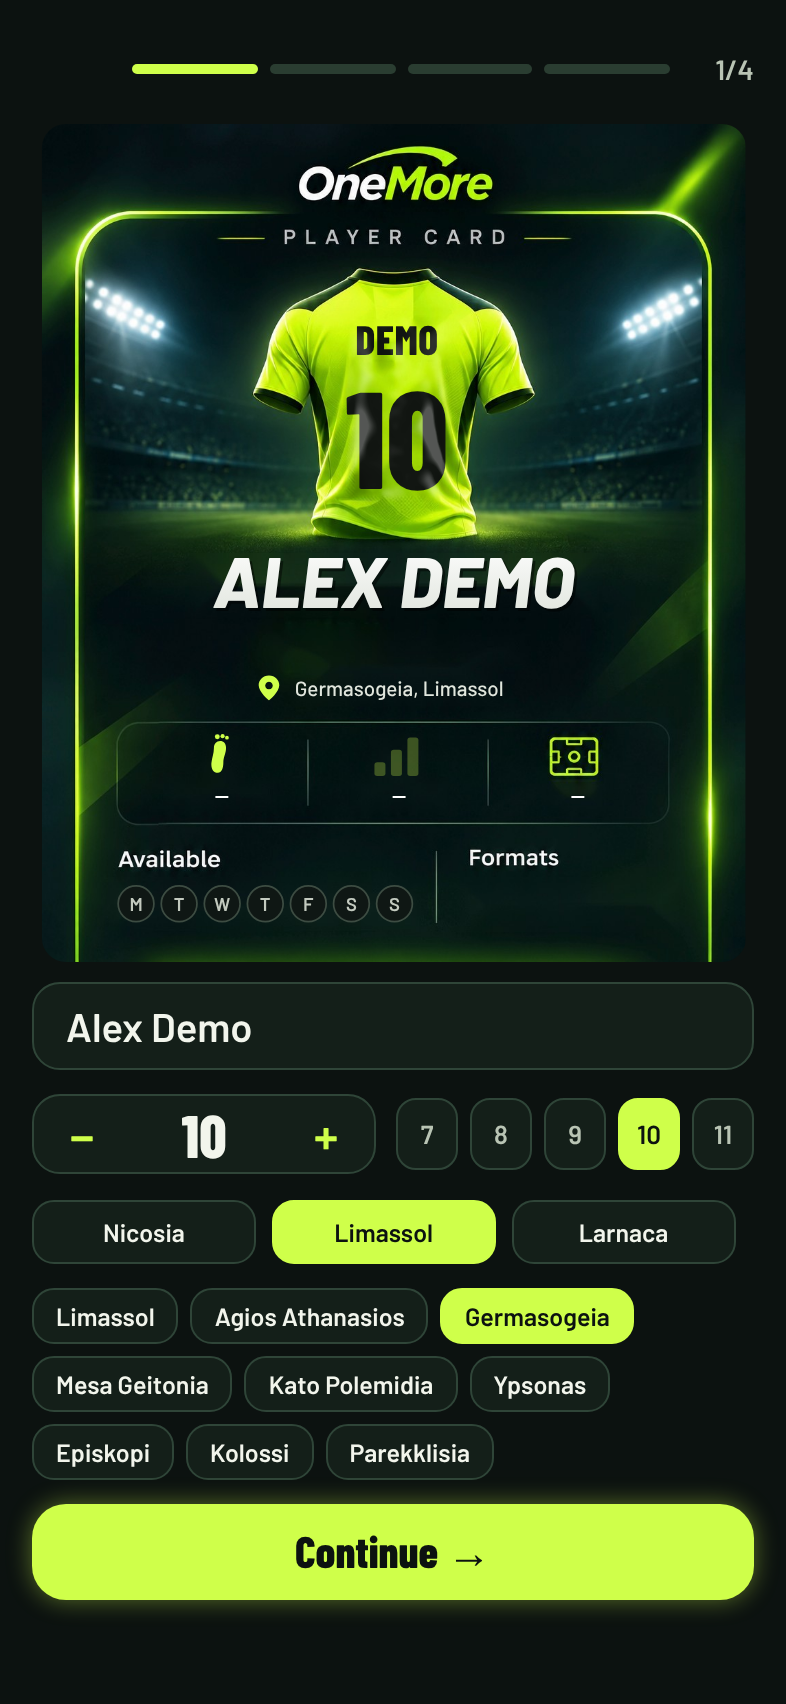 1/4
OneMore
PLAYER CARD
DEMO
10
ALEX DEMO
Germasogeia, Limassol
– – –
Available Formats
M T W T F S S
Alex Demo
− 10 + 7 8 9 10 11
Nicosia Limassol Larnaca
Limassol Agios Athanasios Germasogeia
Mesa Geitonia Kato Polemidia Ypsonas
Episkopi Kolossi Parekklisia
Continue →